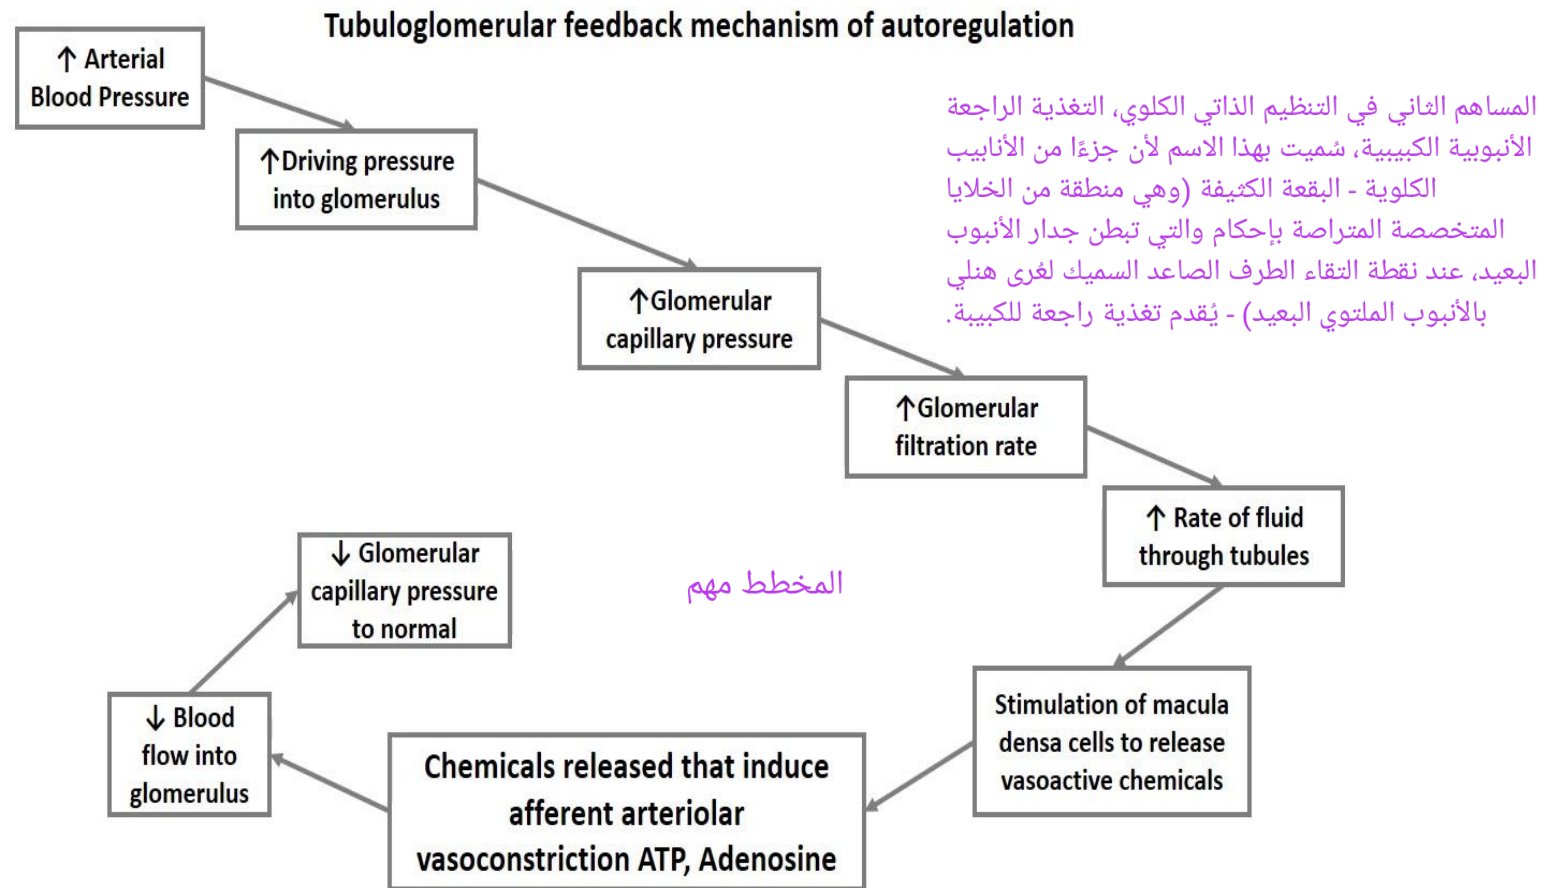 Tubuloglomerular feedback mechanism of autoregulation
↑ Arterial
Blood Pressure
↑Driving pressure
into glomerulus
المساهم الثاني في التنظيم الذاتي الكلوي، التغذية الراجعة
الأنبوبية الكبيبية، سُميت بهذا الاسم لأن جزءًا من الأنابيب
الكلوية - البقعة الكثيفة (وهي منطقة من الخلايا
المتخصصة المتراصة بإحكام والتي تبطن جدار الأنبوب
البعيد، عند نقطة التقاء الطرف الصاعد السميك لعُرى هنلي
بالأنبوب الملتوي البعيد) - يُقدم تغذية راجعة للكبيبة.
↑Glomerular
capillary pressure
↑Glomerular
filtration rate
↑ Rate of fluid
through tubules
المخطط مهم
Stimulation of macula
densa cells to release
vasoactive chemicals
Chemicals released that induce
afferent arteriolar
vasoconstriction ATP, Adenosine
↓ Blood
flow into
glomerulus
↓ Glomerular
capillary pressure
to normal